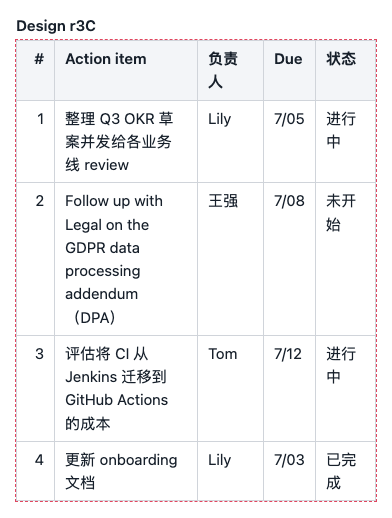 Design r3C
# Action item 负责人 Due 状态
1 整理 Q3 OKR 草案并发给各业务线 review Lily 7/05 进行中
2 Follow up with Legal on the GDPR data processing addendum（DPA） 王强 7/08 未开始
3 评估将 CI 从 Jenkins 迁移到 GitHub Actions 的成本 Tom 7/12 进行中
4 更新 onboarding 文档 Lily 7/03 已完成